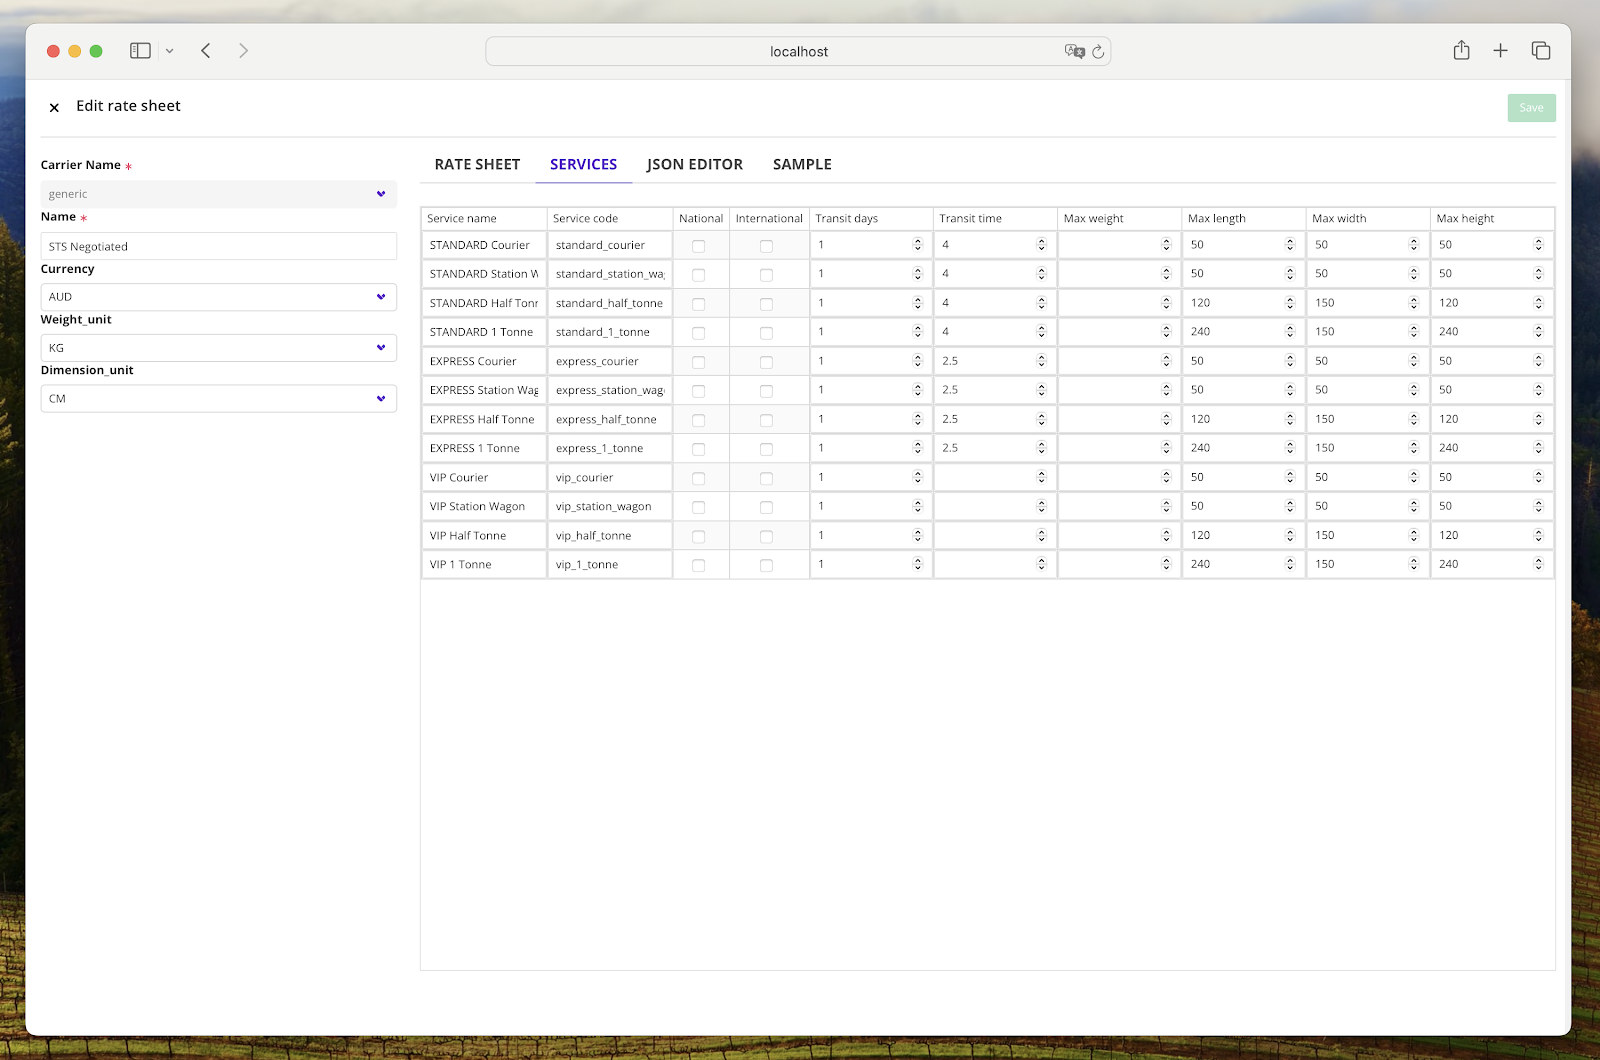 localhost
Edit rate sheet
Save
Carrier Name *
generic
Name *
STS Negotiated
Currency
AUD
Weight_unit
KG
Dimension_unit
CM
RATE SHEET SERVICES JSON EDITOR SAMPLE
Service name Service code National International Transit days Transit time Max weight Max length Max width Max height
STANDARD Courier standard_courier 1 4 50 50 50
STANDARD Station W standard_station_wa 1 4 50 50 50
STANDARD Half Tonr standard_half_tonne 1 4 120 150 120
STANDARD 1 Tonne standard_1_tonne 1 4 240 150 240
EXPRESS Courier express_courier 1 2.5 50 50 50
EXPRESS Station Wag express_station_wag 1 2.5 50 50 50
EXPRESS Half Tonne express_half_tonne 1 2.5 120 150 120
EXPRESS 1 Tonne express_1_tonne 1 2.5 240 150 240
VIP Courier vip_courier 1 50 50 50
VIP Station Wagon vip_station_wagon 1 50 50 50
VIP Half Tonne vip_half_tonne 1 120 150 120
VIP 1 Tonne vip_1_tonne 1 240 150 240